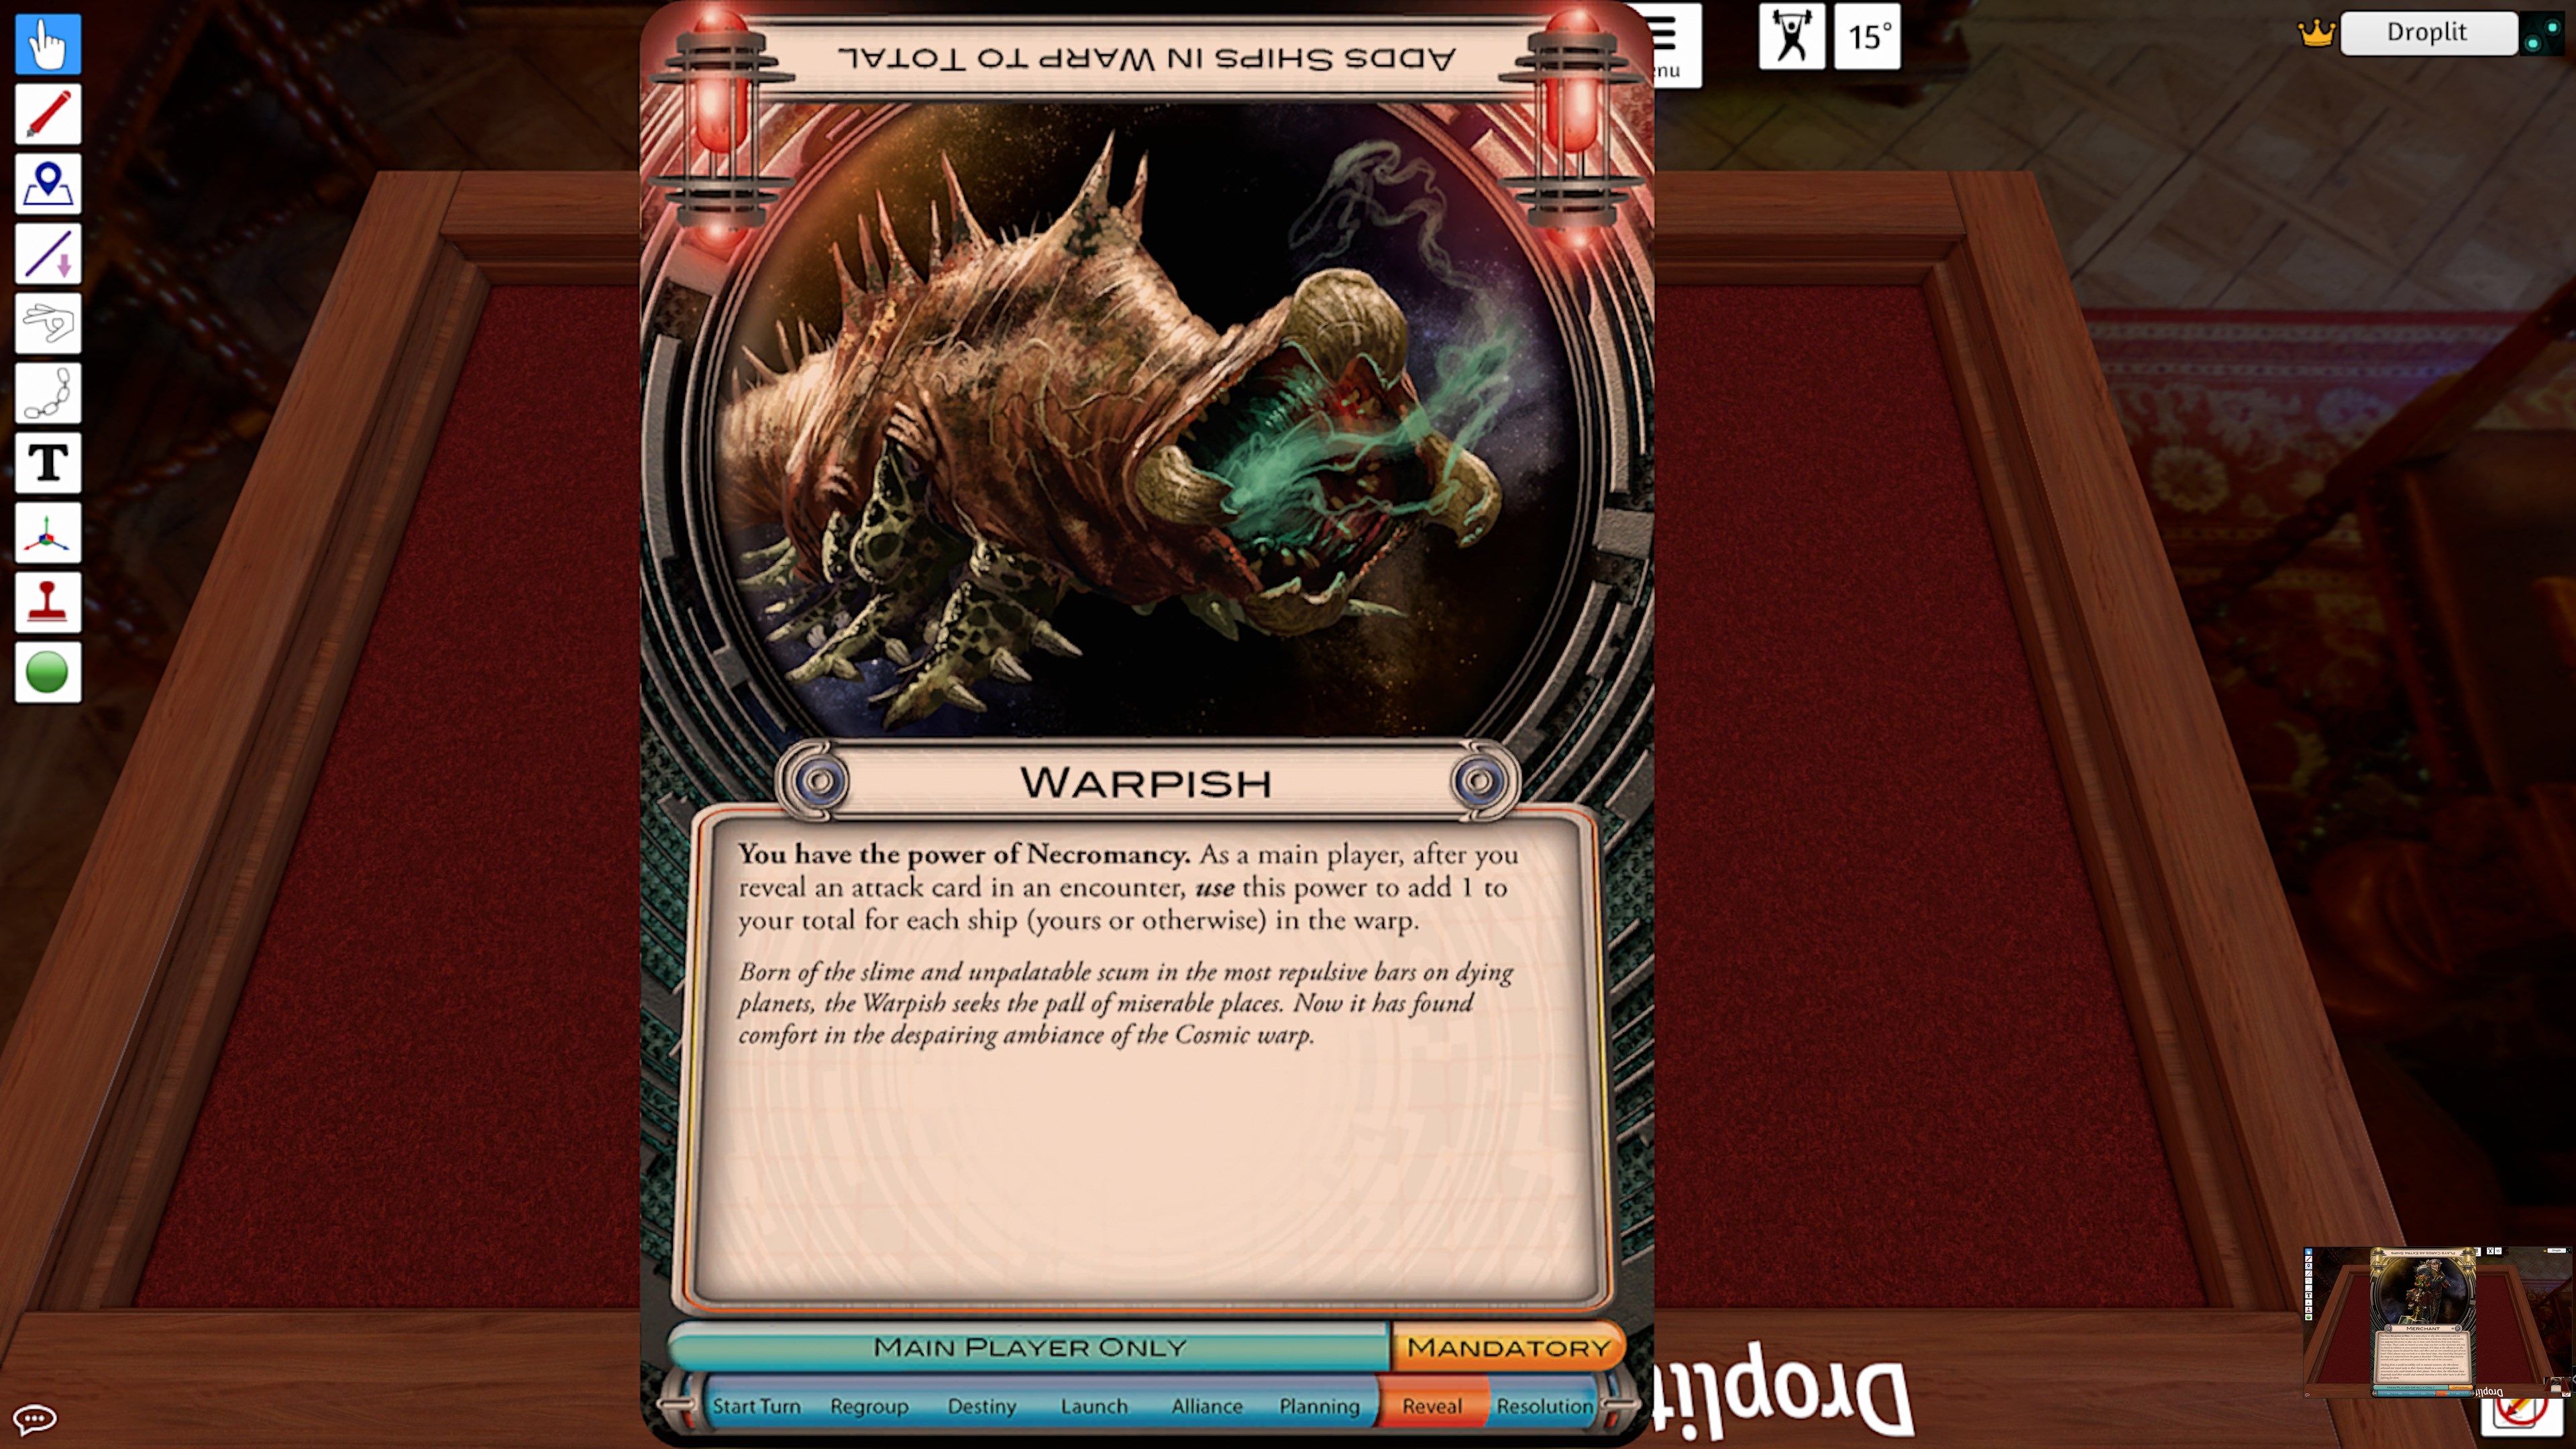 Adds Ships in Warp to Total
nu
15°
Droplit
T
Warpish
You have the power of Necromancy. As a main player, after you
reveal an attack card in an encounter, use this power to add 1 to
your total for each ship (yours or otherwise) in the warp.
Born of the slime and unpalatable scum in the most repulsive bars on dying
planets, the Warpish seeks the pall of miserable places. Now it has found
comfort in the despairing ambiance of the Cosmic warp.
Main Player Only
Mandatory
Start Turn Regroup Destiny Launch Alliance Planning Reveal Resolution
Droplit
Merchant